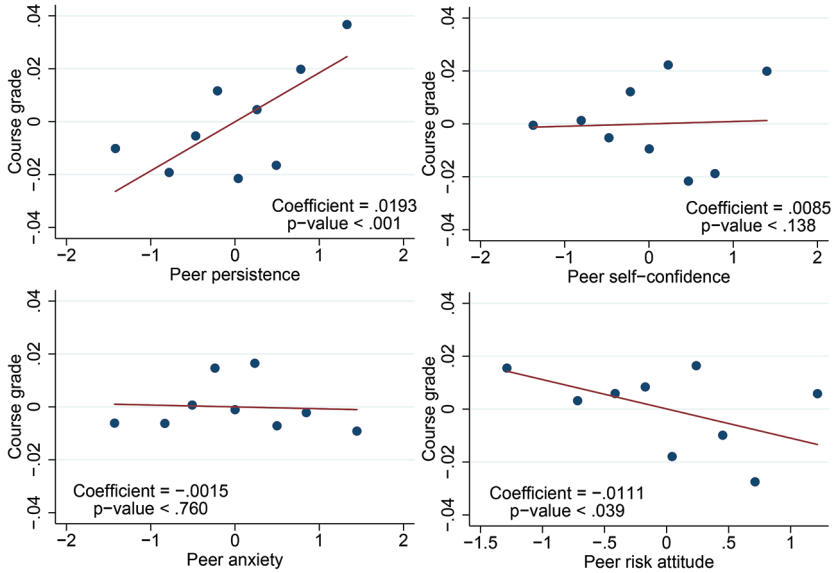 Course grade
.04
.02
0
−.02
−.04
Coefficient = .0193
p-value < .001
−2
−1
0
1
2
Peer persistence
Course grade
.04
.02
0
−.02
−.04
Coefficient = .0085
p-value < .138
−2
−1
0
1
2
Peer self−confidence
Course grade
.04
.02
0
−.02
−.04
Coefficient = −.0015
p-value < .760
−2
−1
0
1
2
Peer anxiety
Course grade
.04
.02
0
−.02
−.04
Coefficient = −.0111
p-value < .039
−1.5
−1
−.5
0
.5
1
Peer risk attitude